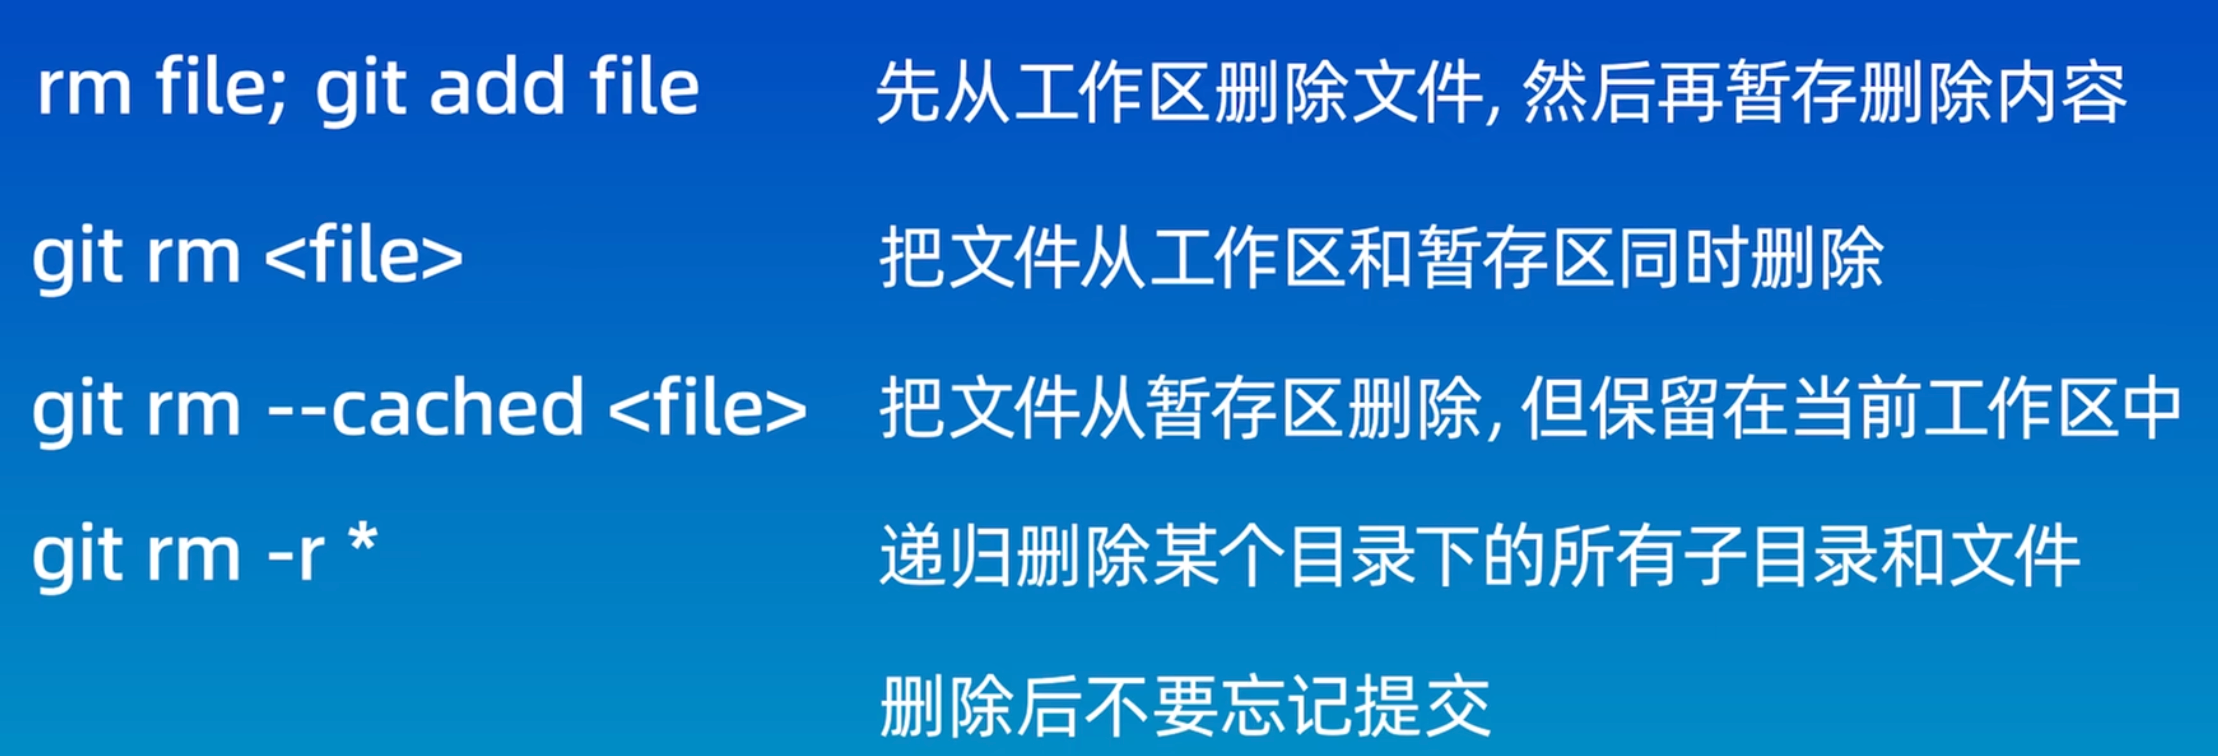 rm file; git add file 先从工作区删除文件, 然后再暂存删除内容
git rm <file> 把文件从工作区和暂存区同时删除
git rm --cached <file> 把文件从暂存区删除, 但保留在当前工作区中
git rm -r * 递归删除某个目录下的所有子目录和文件
删除后不要忘记提交